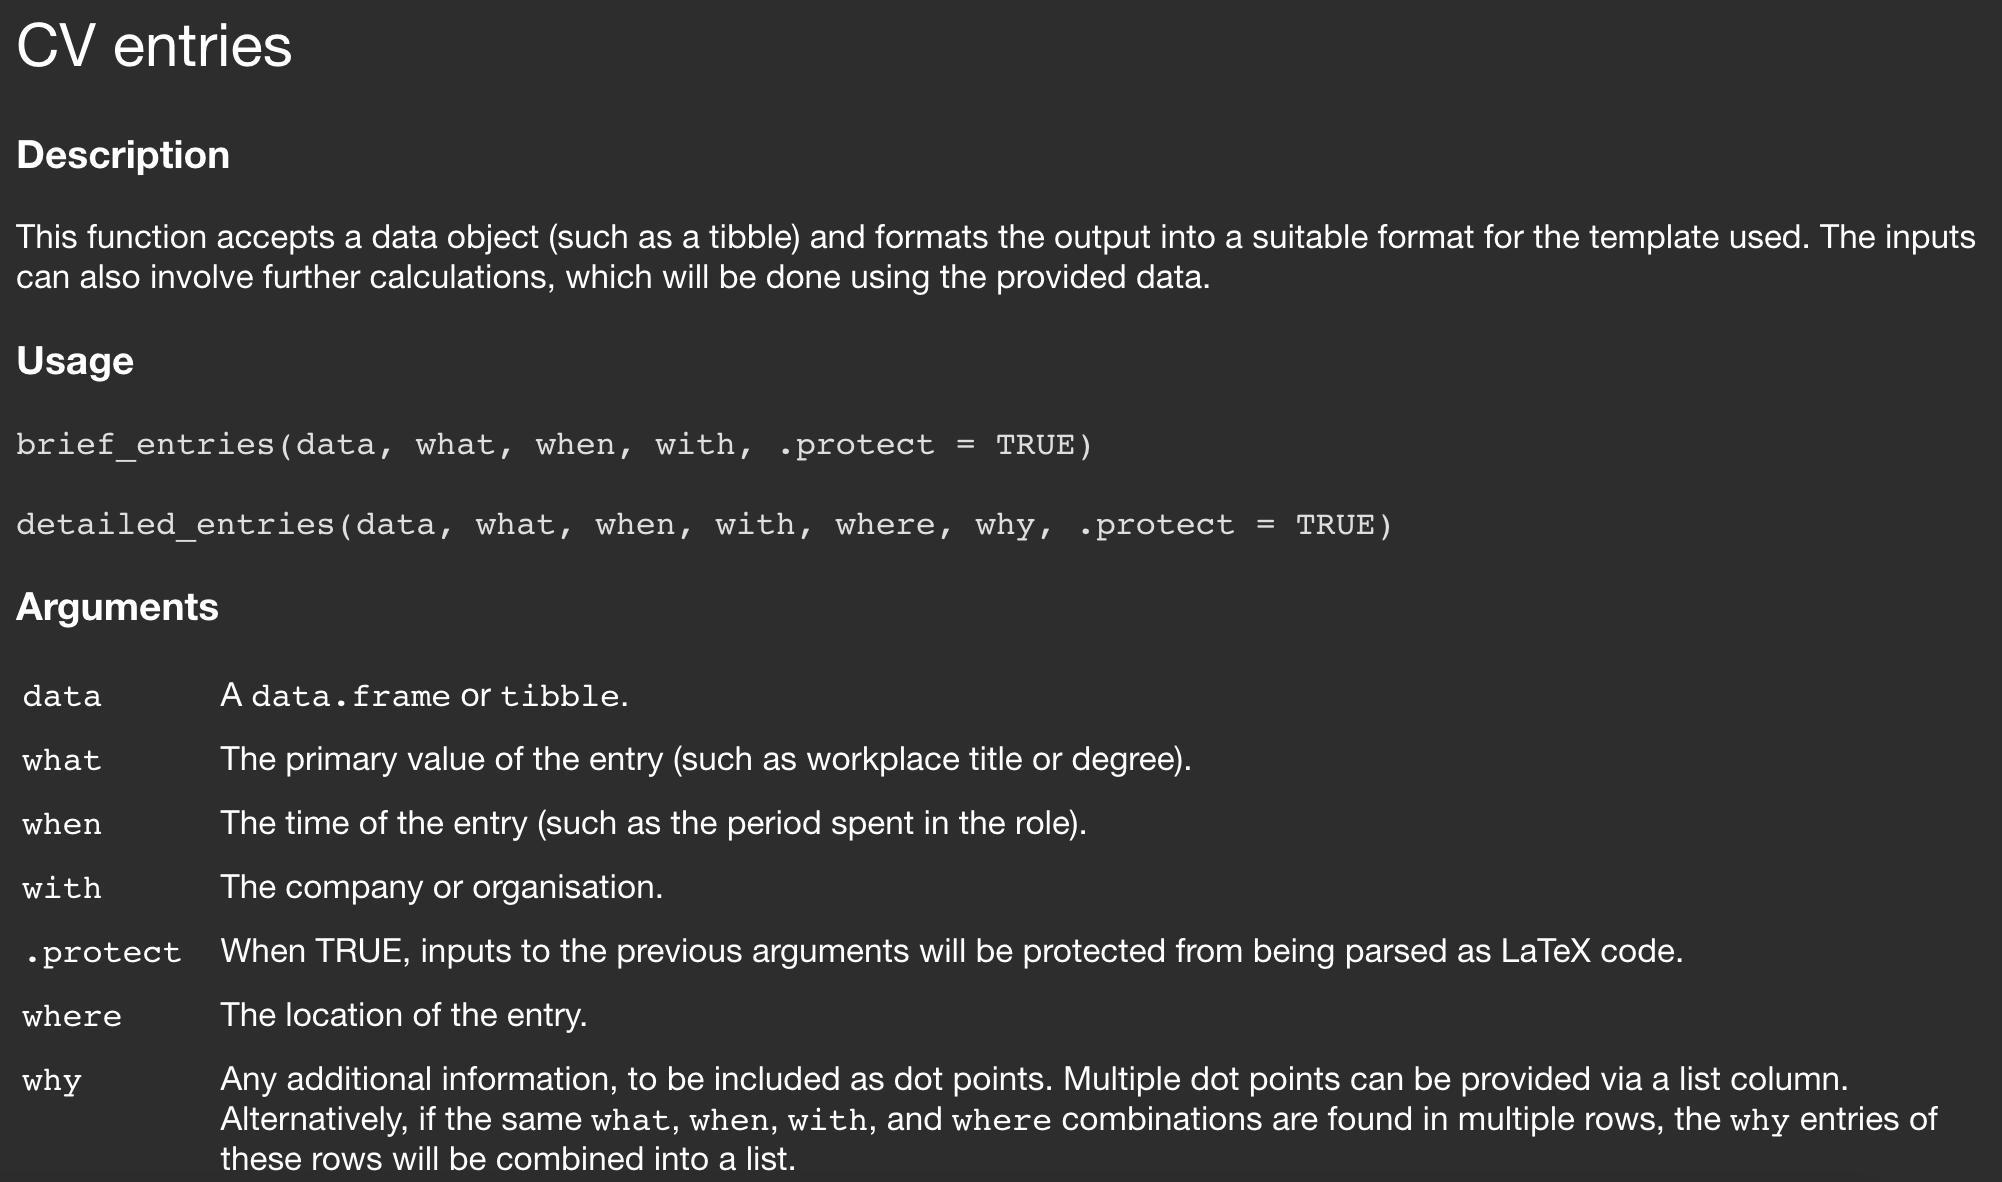 CV entries
Description
This function accepts a data object (such as a tibble) and formats the output into a suitable format for the template used. The inputs
can also involve further calculations, which will be done using the provided data.
Usage
brief_entries(data, what, when, with, .protect = TRUE)
detailed_entries(data, what, when, with, where, why, .protect = TRUE)
Arguments
data A data.frame or tibble.
what The primary value of the entry (such as workplace title or degree).
when The time of the entry (such as the period spent in the role).
with The company or organisation.
.protect When TRUE, inputs to the previous arguments will be protected from being parsed as LaTeX code.
where The location of the entry.
why Any additional information, to be included as dot points. Multiple dot points can be provided via a list column.
Alternatively, if the same what, when, with, and where combinations are found in multiple rows, the why entries of
these rows will be combined into a list.